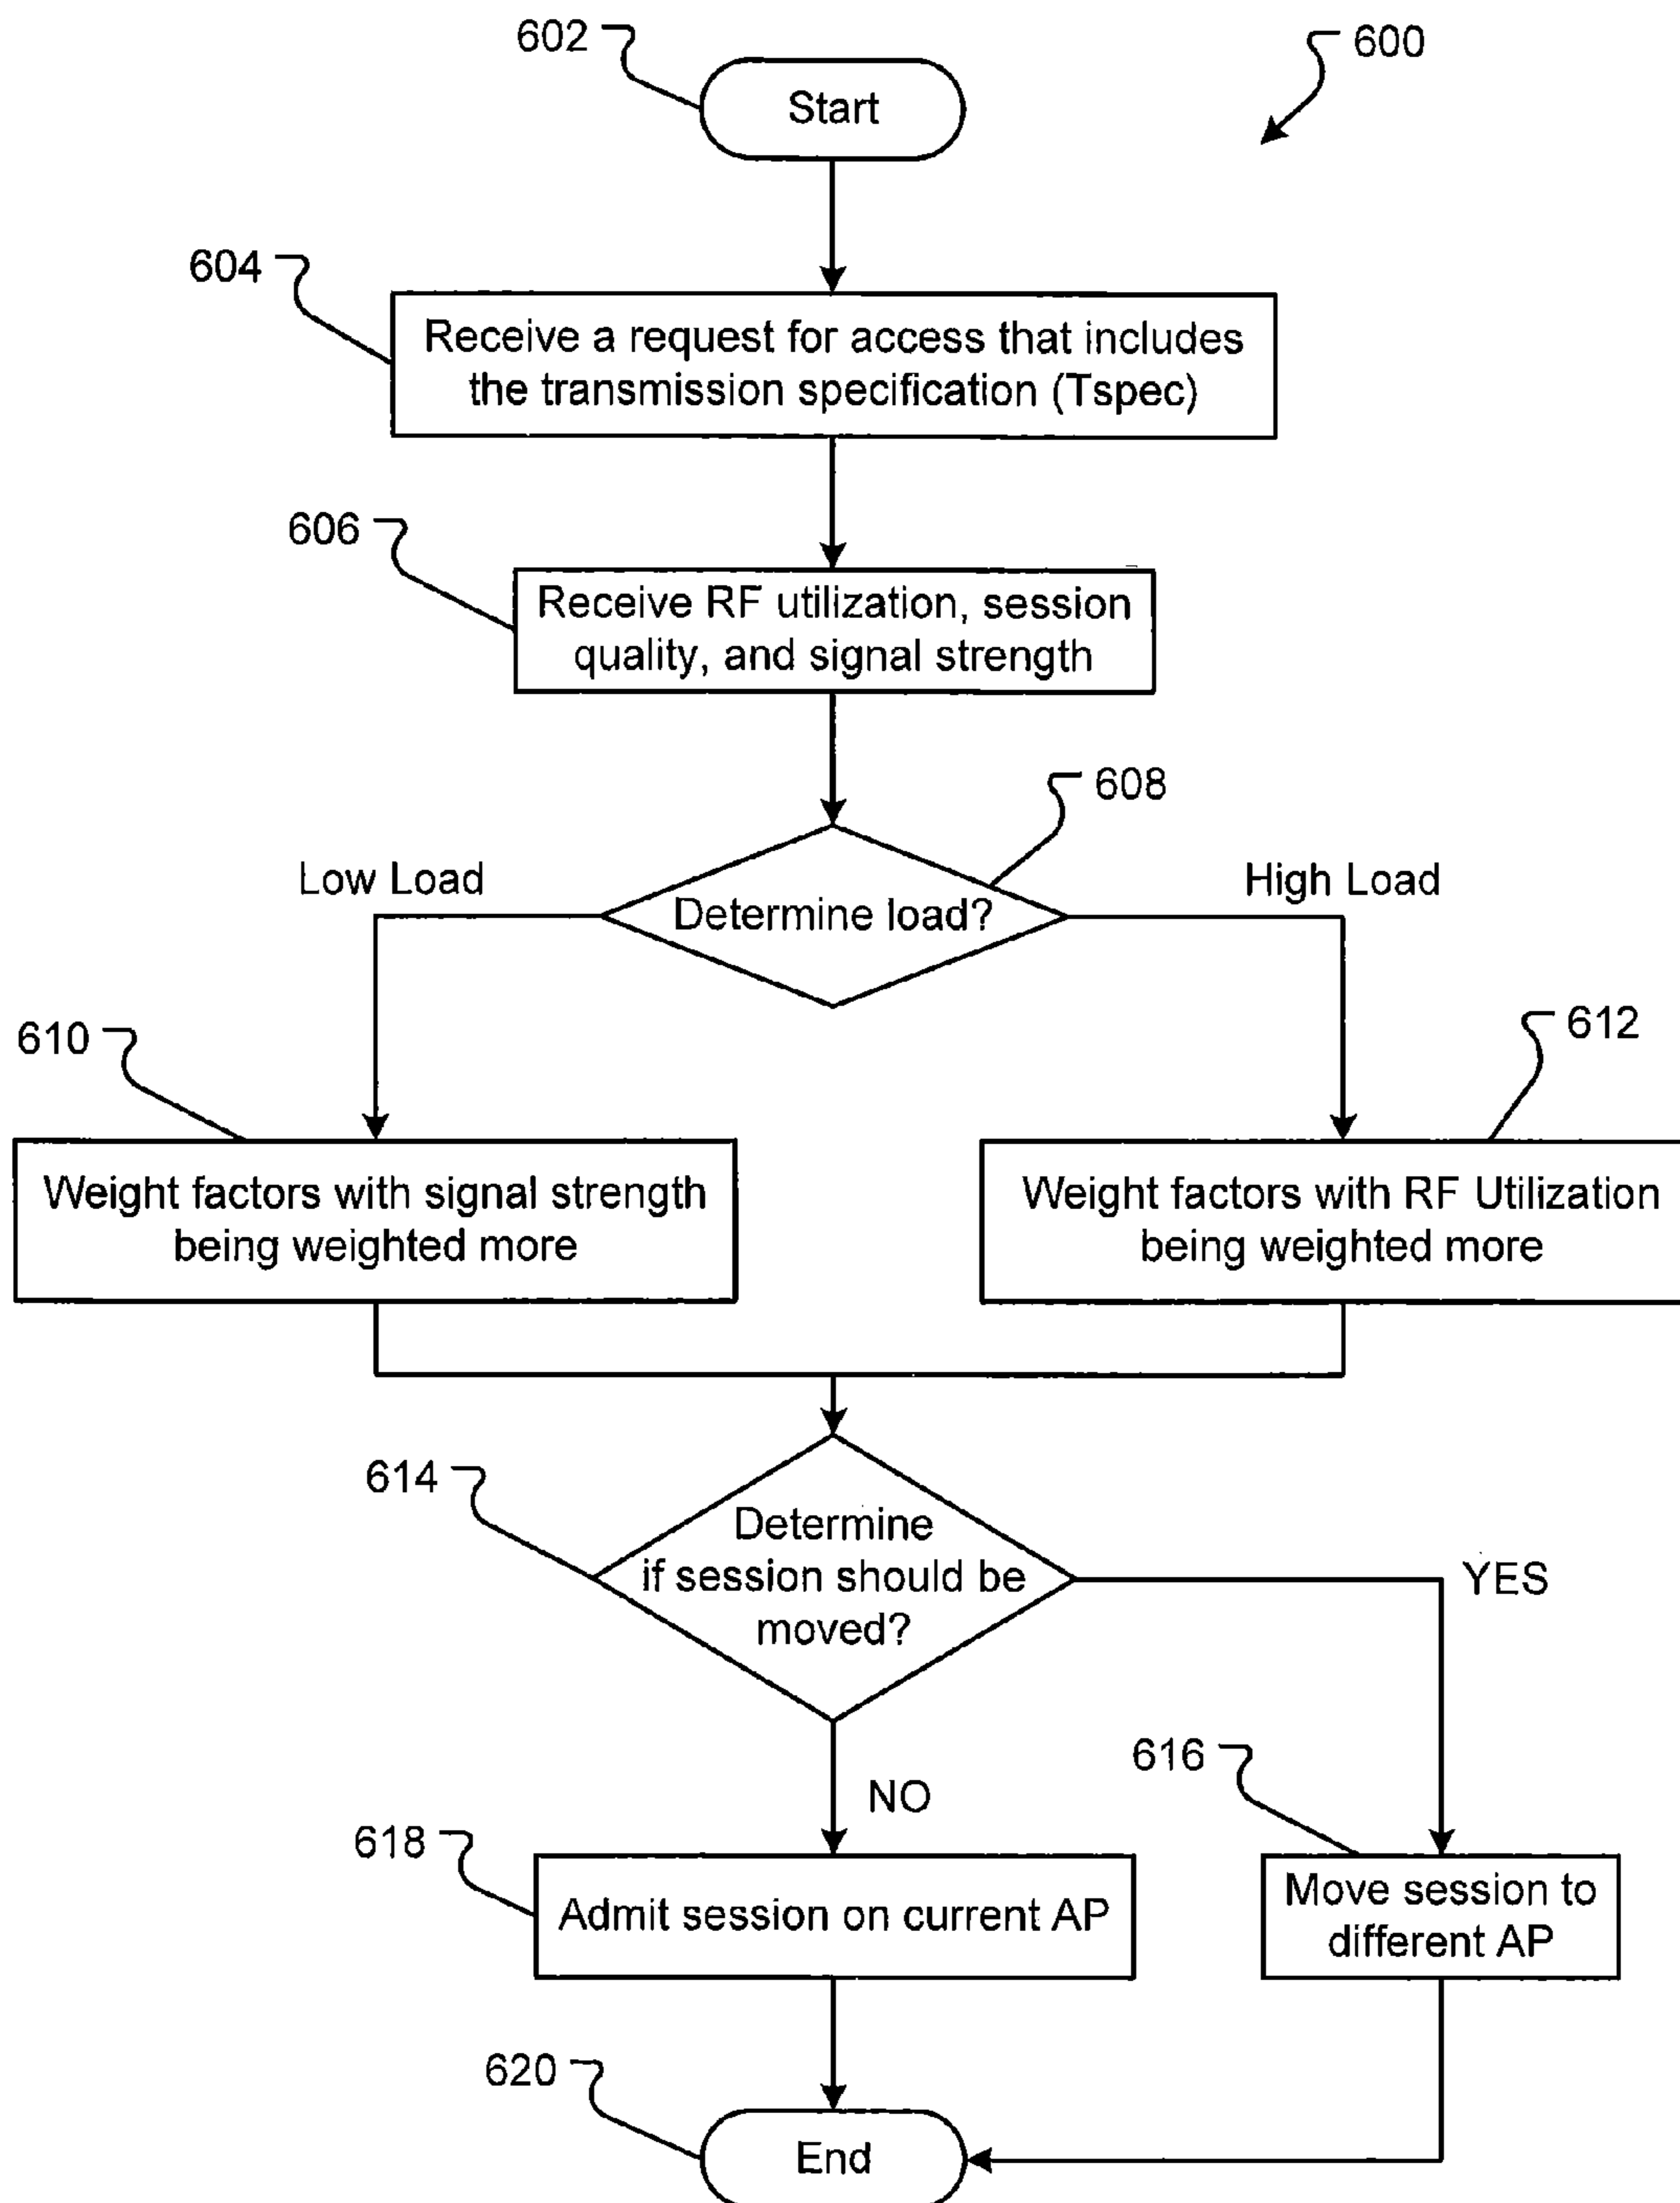 602
600
Start
604
Receive a request for access that includes
the transmission specification (Tspec)
606
Receive RF utilization, session
quality, and signal strength
608
Low Load
High Load
Determine load?
610
612
Weight factors with signal strength
being weighted more
Weight factors with RF Utilization
being weighted more
614
Determine
if session should be
moved?
YES
616
NO
618
Admit session on current AP
Move session to
different AP
620
End